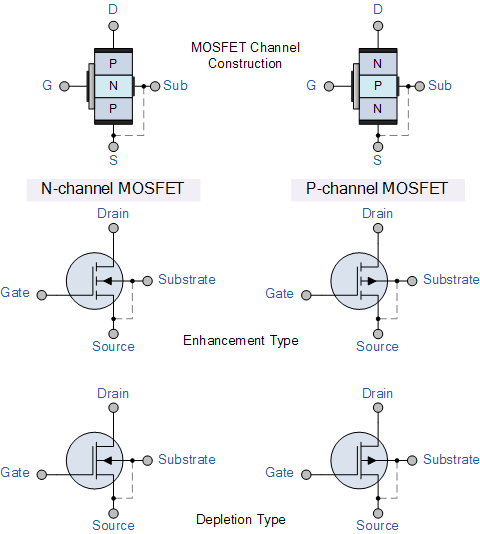 D
D
MOSFET Channel
Construction
P
N
P
G
Sub
N
P
N
G
Sub
S
S
N-channel MOSFET
P-channel MOSFET
Drain
Drain
Gate
Substrate
Gate
Substrate
Source
Enhancement Type
Source
Drain
Drain
Gate
Substrate
Gate
Substrate
Source
Depletion Type
Source